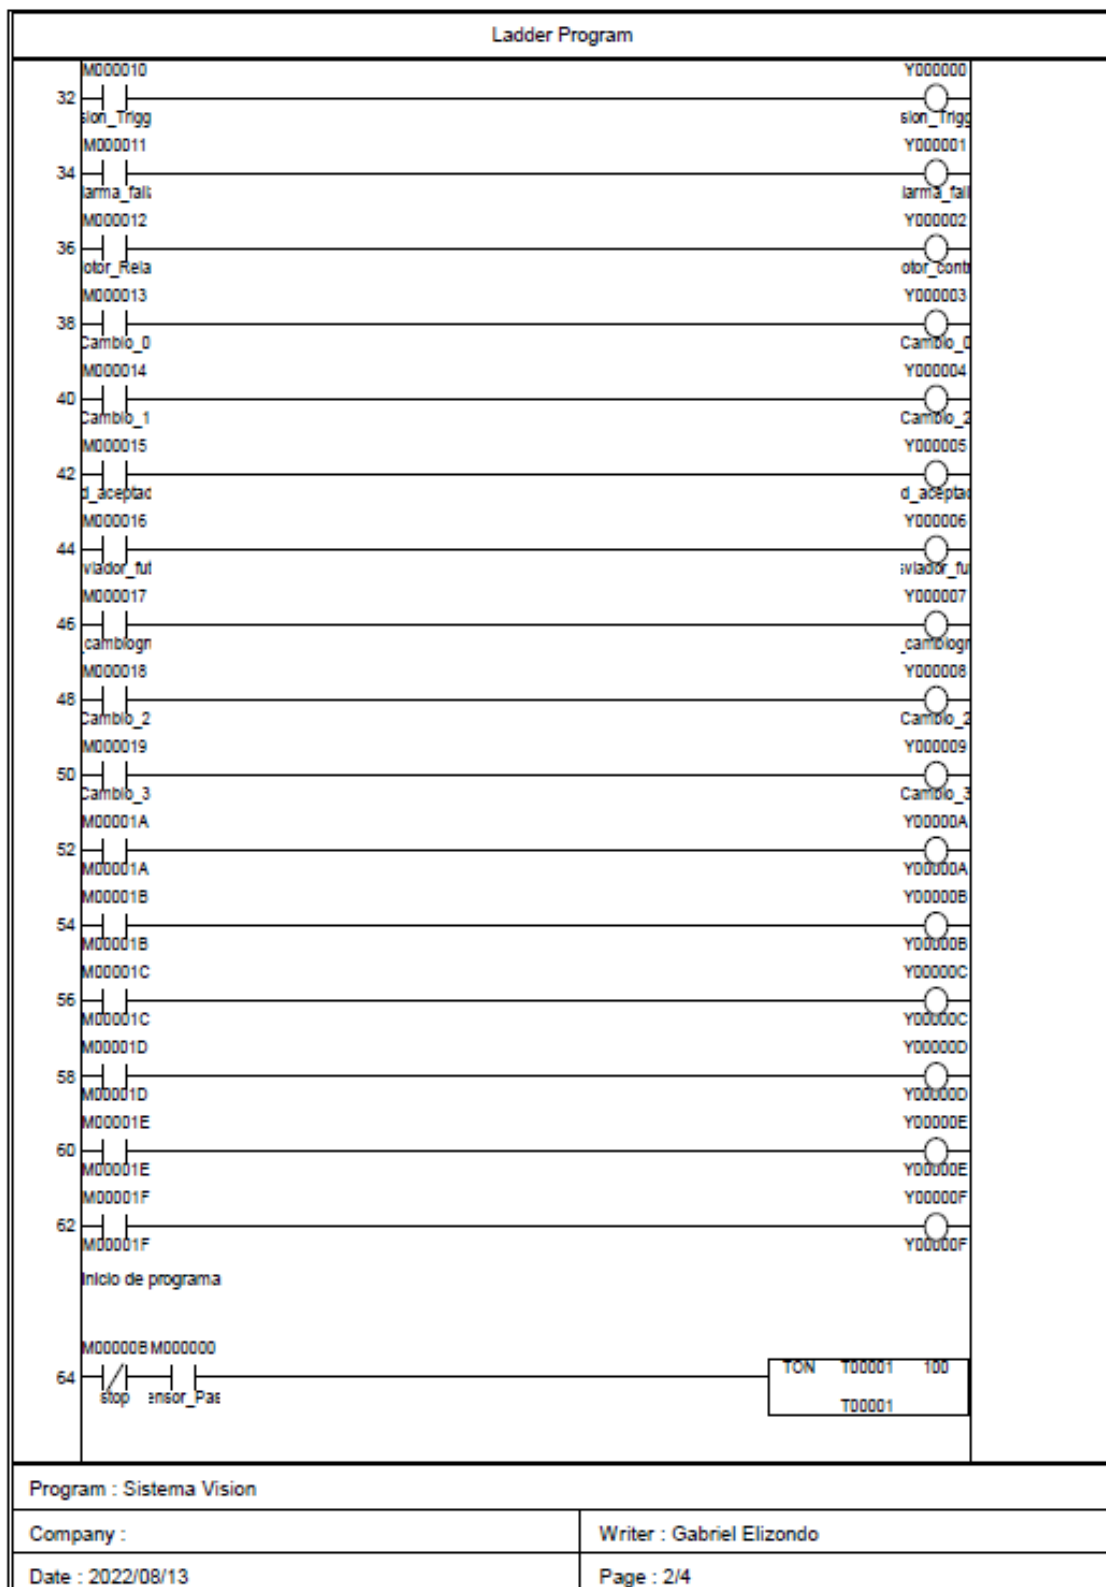 Ladder Program
M000010 Y000000
32
sion_Trigg sion_Trigg
M000011 Y000001
34
larma_falla larma_fall
M000012 Y000002
36
otor_Rela otor_contr
M000013 Y000003
38
Cambio_0 Cambio_0
M000014 Y000004
40
Cambio_1 Cambio_2
M000015 Y000005
42
d_aceptad d_aceptad
M000016 Y000006
44
viador_fut sviador_fu
M000017 Y000007
46
_cambiogr _cambiogr
M000018 Y000008
48
Cambio_2 Cambio_2
M000019 Y000009
50
Cambio_3 Cambio_3
M00001A Y00000A
52
M00001A Y00000A
M00001B Y00000B
54
M00001B Y00000B
M00001C Y00000C
56
M00001C Y00000C
M00001D Y00000D
58
M00001D Y00000D
M00001E Y00000E
60
M00001E Y00000E
M00001F Y00000F
62
M00001F Y00000F
Inicio de programa
M00000B M000000
64 TON T00001 100
stop ensor_Pas T00001
Program : Sistema Vision
Company : Writer : Gabriel Elizondo
Date : 2022/08/13 Page : 2/4